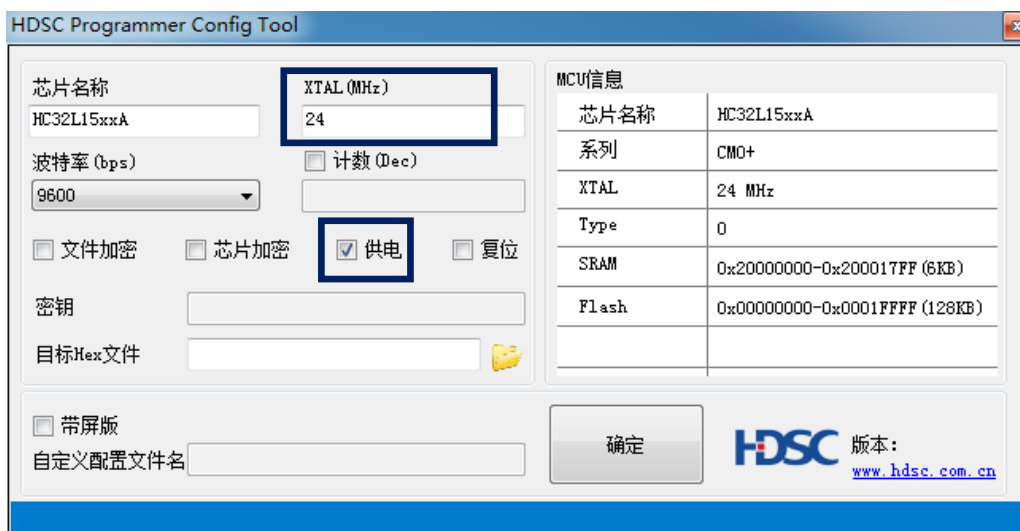 HDSC Programmer Config Tool
芯片名称
XTAL(MHz)
HC32L15xxA
24
波特率(bps)
计数(Dec)
9600
文件加密
芯片加密
供电
复位
密钥
目标Hex文件
MCU信息
芯片名称 HC32L15xxA
系列 CM0+
XTAL 24 MHz
Type 0
SRAM 0x20000000-0x200017FF(6KB)
Flash 0x00000000-0x0001FFFF(128KB)
带屏版
自定义配置文件名
确定
HDSC 版本:
www.hdsc.com.cn